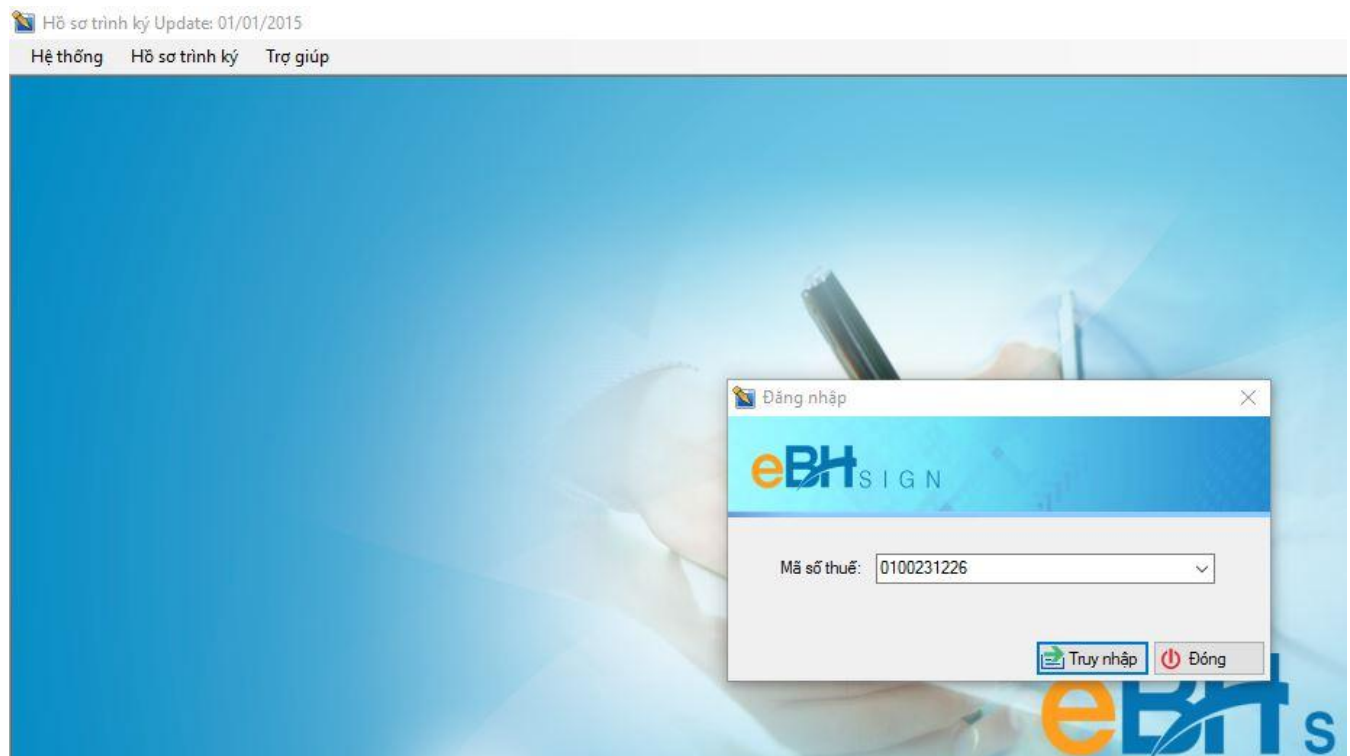 Hồ sơ trình ký Update: 01/01/2015
Hệ thống Hồ sơ trình ký Trợ giúp
Đăng nhập
eBH SIGN
Mã số thuế: 0100231226
Truy nhập Đóng
eBH S